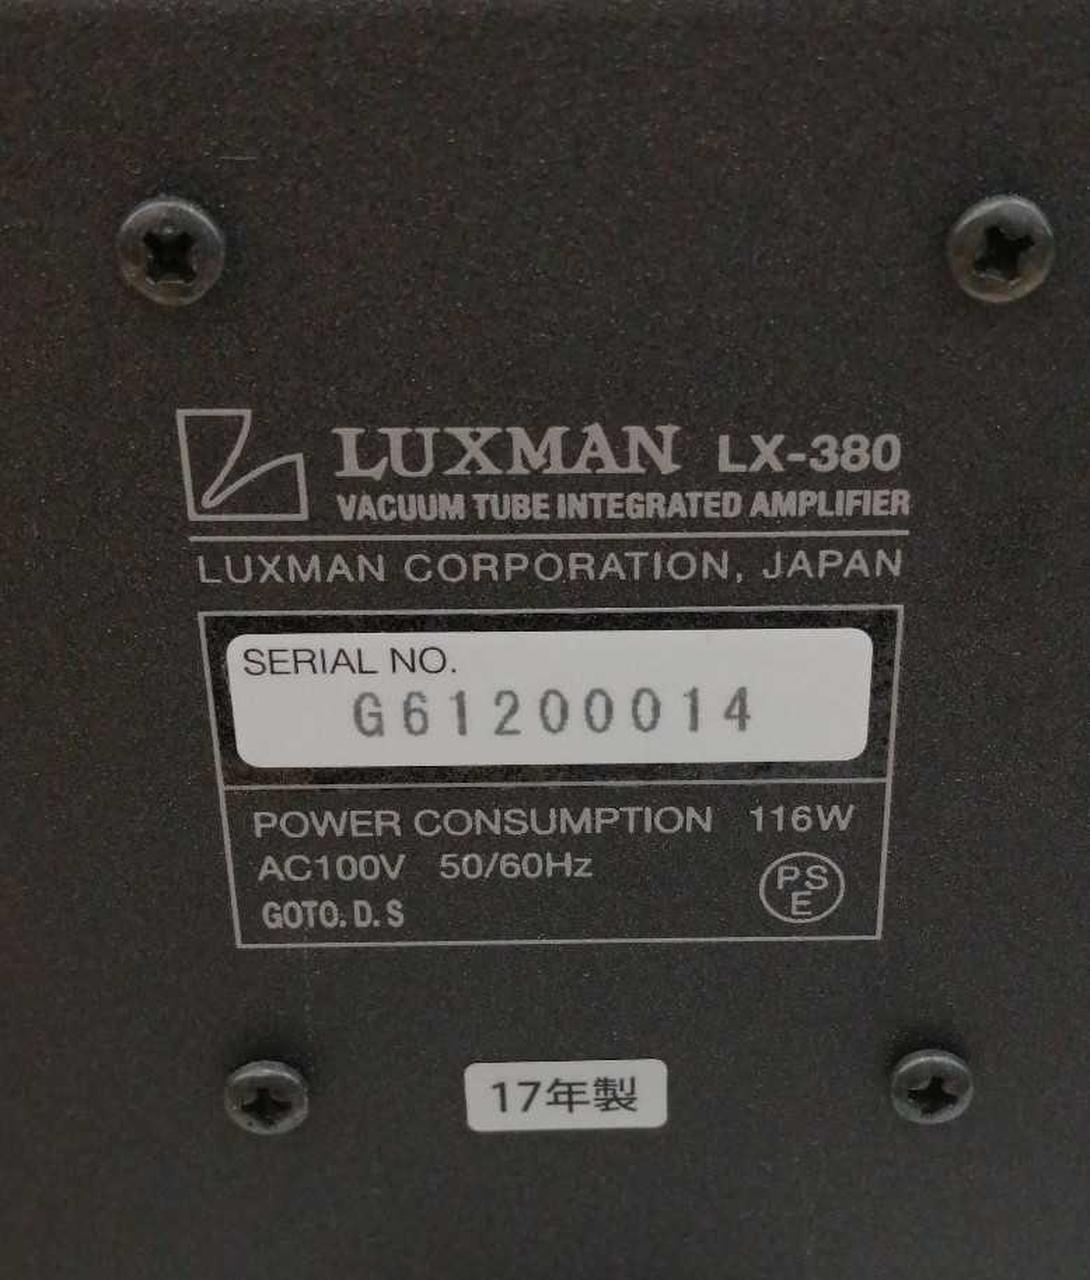 LUXMAN LX-380
VACUUM TUBE INTEGRATED AMPLIFIER
LUXMAN CORPORATION, JAPAN
SERIAL NO.
G61200014
POWER CONSUMPTION 116W
AC100V 50/60Hz
GOTO. D. S
PSE
17年製